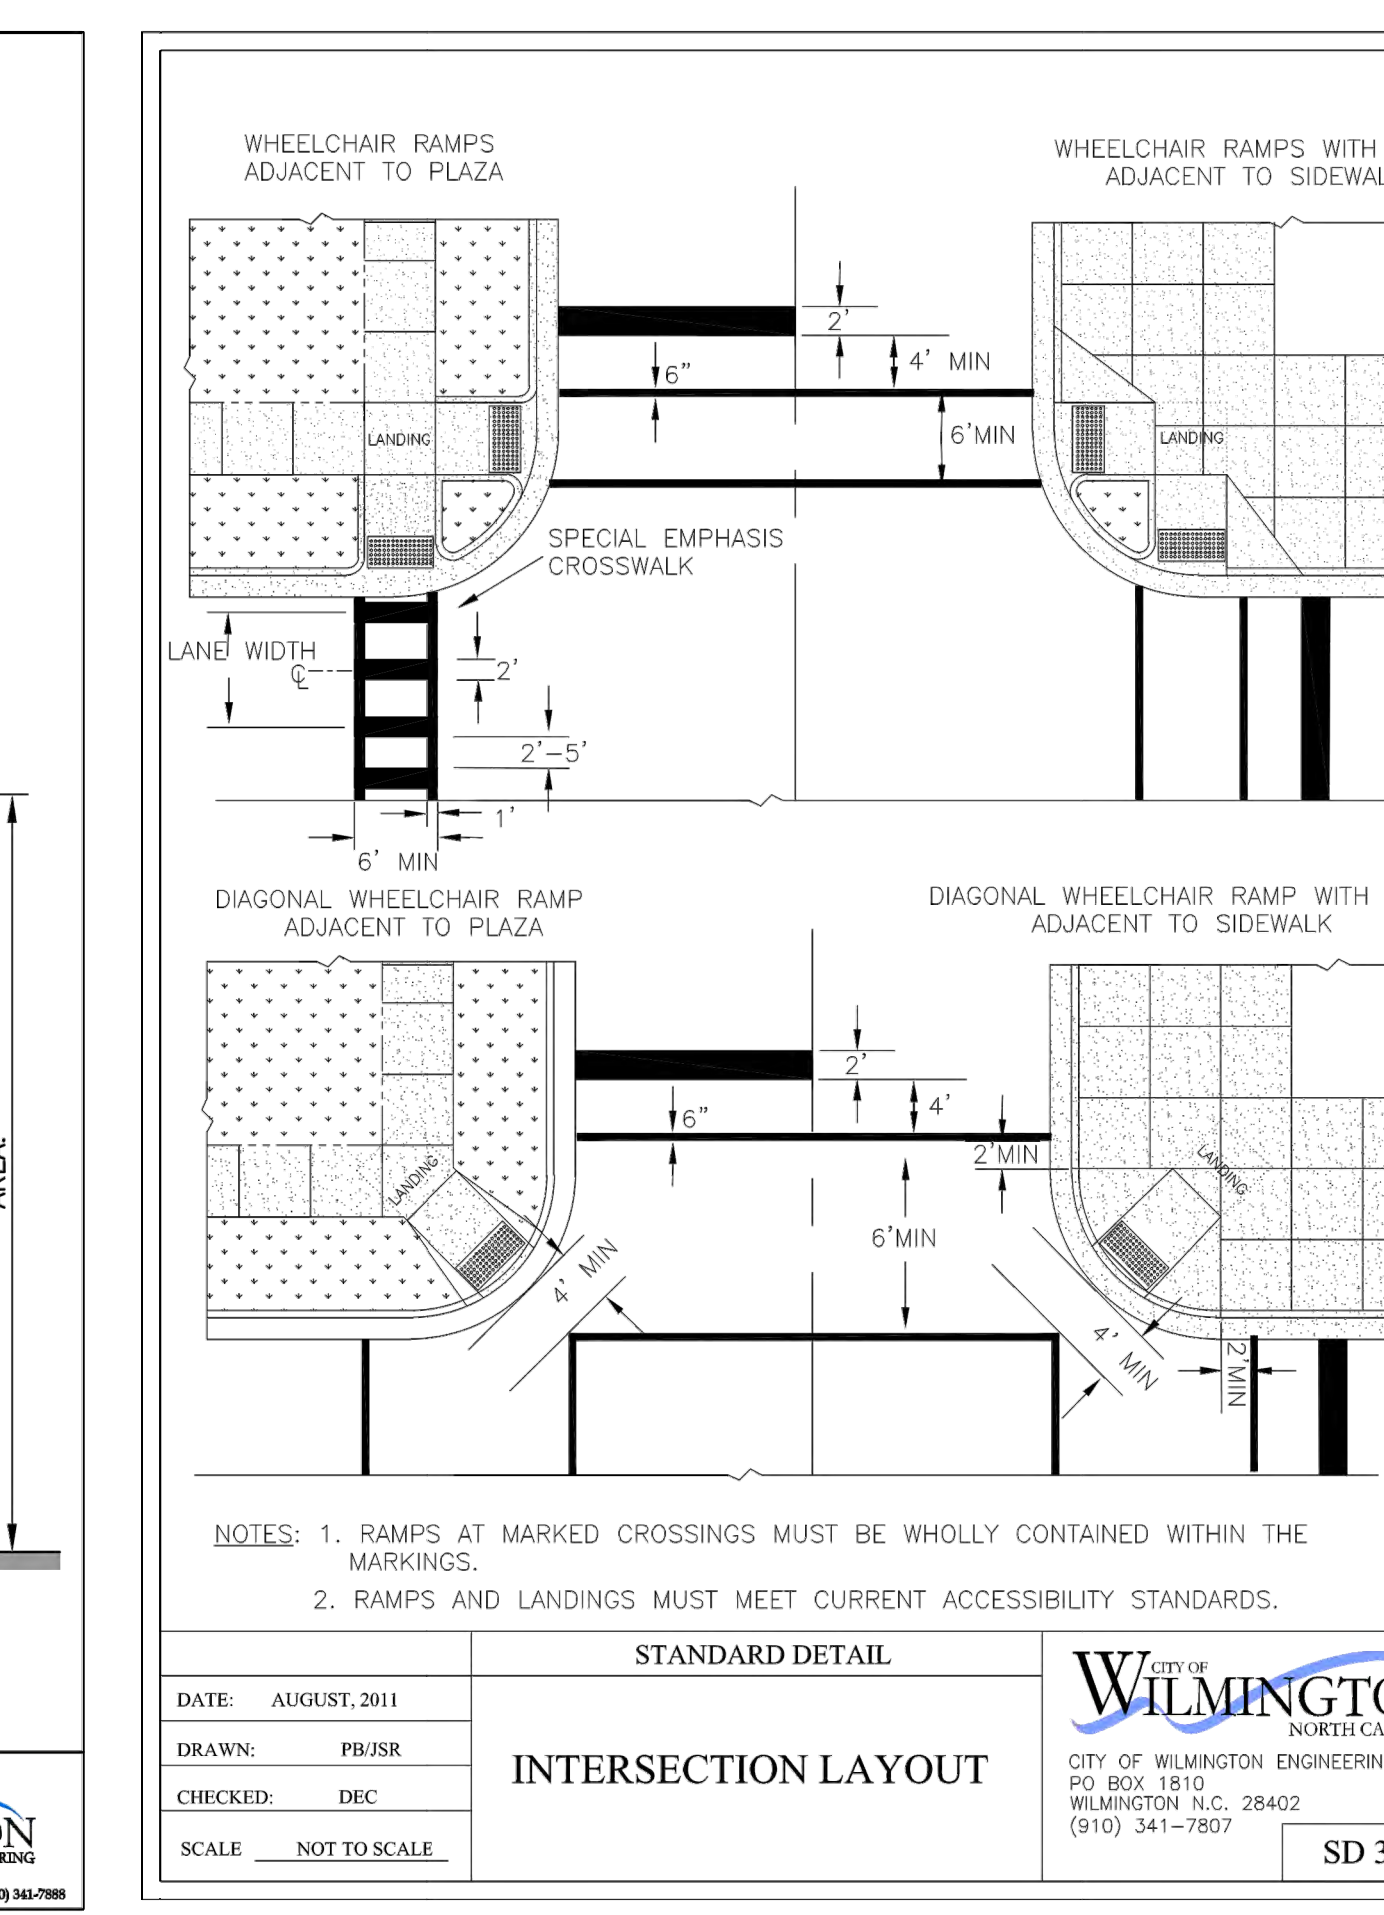 WHEELCHAIR RAMPS
ADJACENT TO PLAZA
WHEELCHAIR RAMPS WITH
ADJACENT TO
2'
4' MIN
6"
6'MIN
LANDING
LANDING
SPECIAL EMPHASIS
CROSSWALK
LANE WIDTH
℄
2'
2'-5'
1'
6' MIN
DIAGONAL WHEELCHAIR RAMP
ADJACENT TO PLAZA
DIAGONAL WHEELCHAIR RAMP WITH
ADJACENT TO SIDEWALK
2'
4'
6"
2'MIN
LANDING
LANDING
6'MIN
4' MIN
4' MIN
2'MIN
NOTES: 1. RAMPS AT MARKED CROSSINGS MUST BE WHOLLY CONTAINED WITHIN THE
MARKINGS.
2. RAMPS AND LANDINGS MUST MEET CURRENT ACCESSIBILITY STANDARDS.
STANDARD DETAIL
DATE: AUGUST, 2011
DRAWN: PB/JSR
CHECKED: DEC
SCALE NOT TO SCALE
INTERSECTION LAYOUT
CITY OF
NORTH
CITY OF WILMINGTON
PO BOX 1810
WILMINGTON N.C. 28402
(910) 341-7807
SD 3
341-7888